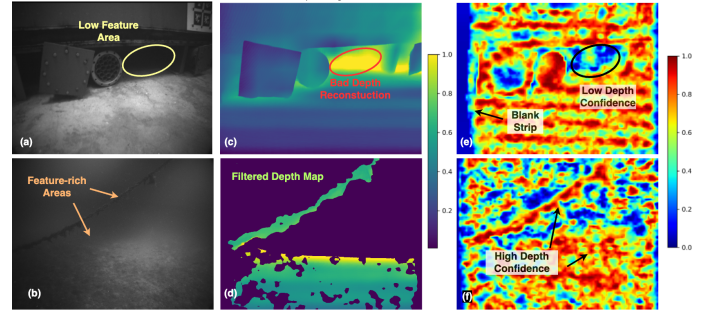 Low Feature
Area
(a)
Bad Depth
Reconstuction
(c)
1.0
0.8
0.6
0.4
0.2
Low Depth
Confidence
Blank
Strip
(e)
1.0
0.8
0.6
0.4
0.2
0.0
Feature-rich
Areas
(b)
Filtered Depth Map
(d)
High Depth
Confidence
(f)